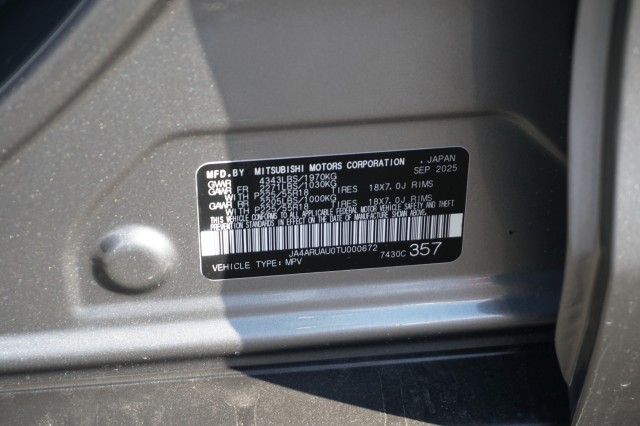 MFD.BY MITSUBISHI MOTORS CORPORATION . JAPAN
SEP 2025
GVWR 4343LBS/1970KG
GAWR FR 2271LBS/1030KG
WITH P225/55R18 TIRES 18X7.0J RIMS
GAWR RR 2205LBS/1000KG
WITH P225/55R18 TIRES 18X7.0J RIMS
THIS VEHICLE CONFORMS TO ALL APPLICABLE FEDERAL MOTOR VEHICLE SAFETY
AND THEFT PREVENTION STANDARDS IN EFFECT ON THE DATE OF MANUFACTURE
JA4ARUAU0TU000672
7430C 357
VEHICLE TYPE: MPV